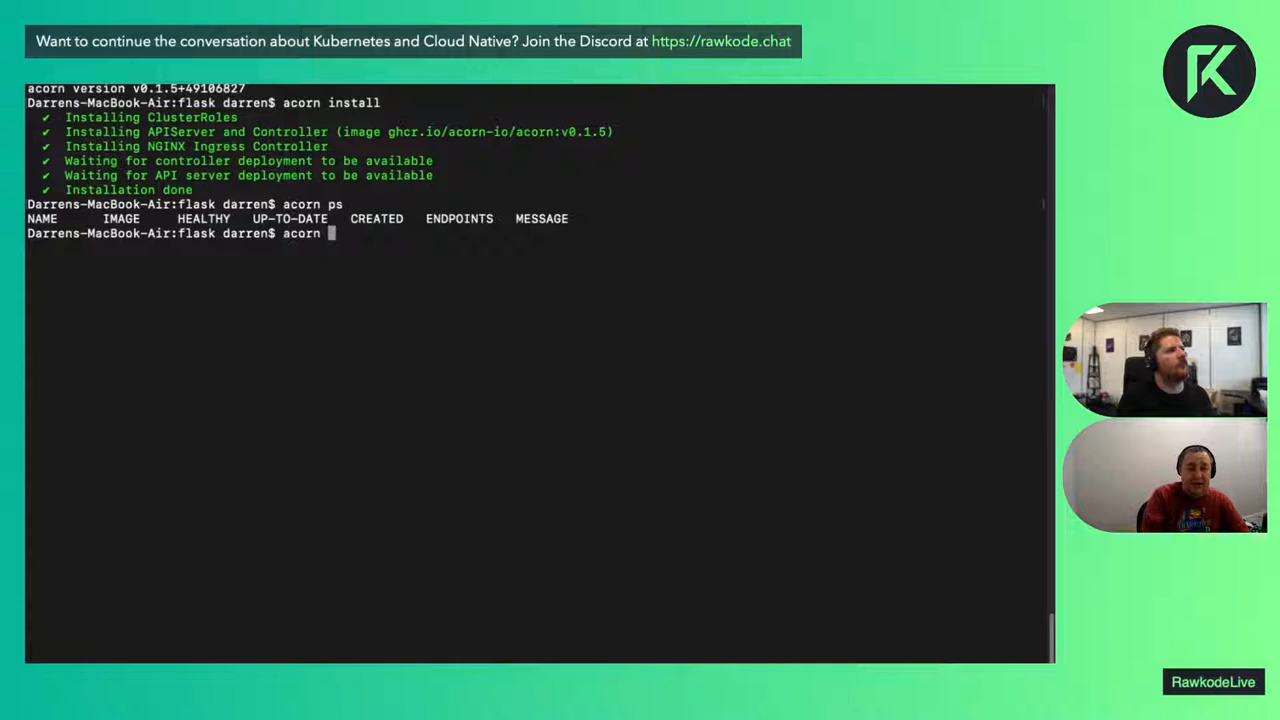 Want to continue the conversation about Kubernetes and Cloud Native? Join the Discord at https://rawkode.chat
acorn version v0.1.5+49106827
Darrens-MacBook-Air:flask darren$ acorn install
✔ Installing ClusterRoles
✔ Installing APIServer and Controller (image ghcr.io/acorn-io/acorn:v0.1.5)
✔ Installing NGINX Ingress Controller
✔ Waiting for controller deployment to be available
✔ Waiting for API server deployment to be available
✔ Installation done
Darrens-MacBook-Air:flask darren$ acorn ps
NAME IMAGE HEALTHY UP-TO-DATE CREATED ENDPOINTS MESSAGE
Darrens-MacBook-Air:flask darren$ acorn
RawkodeLive